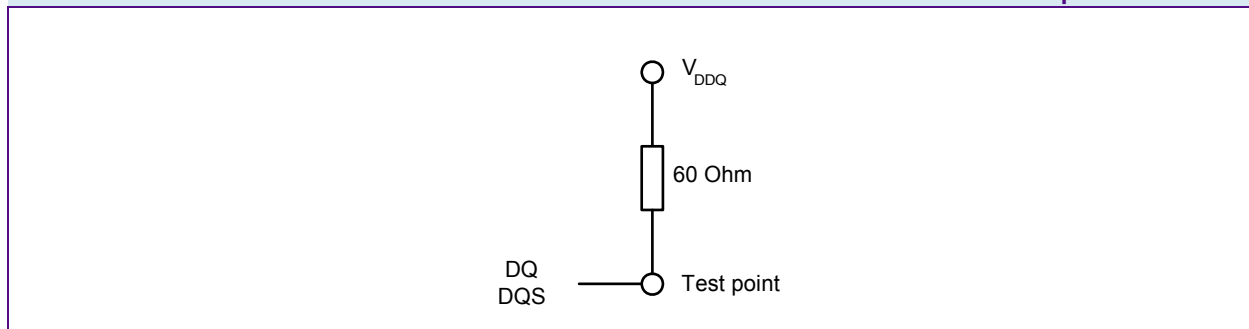 VDDQ
60 Ohm
DQ
DQS
Test point